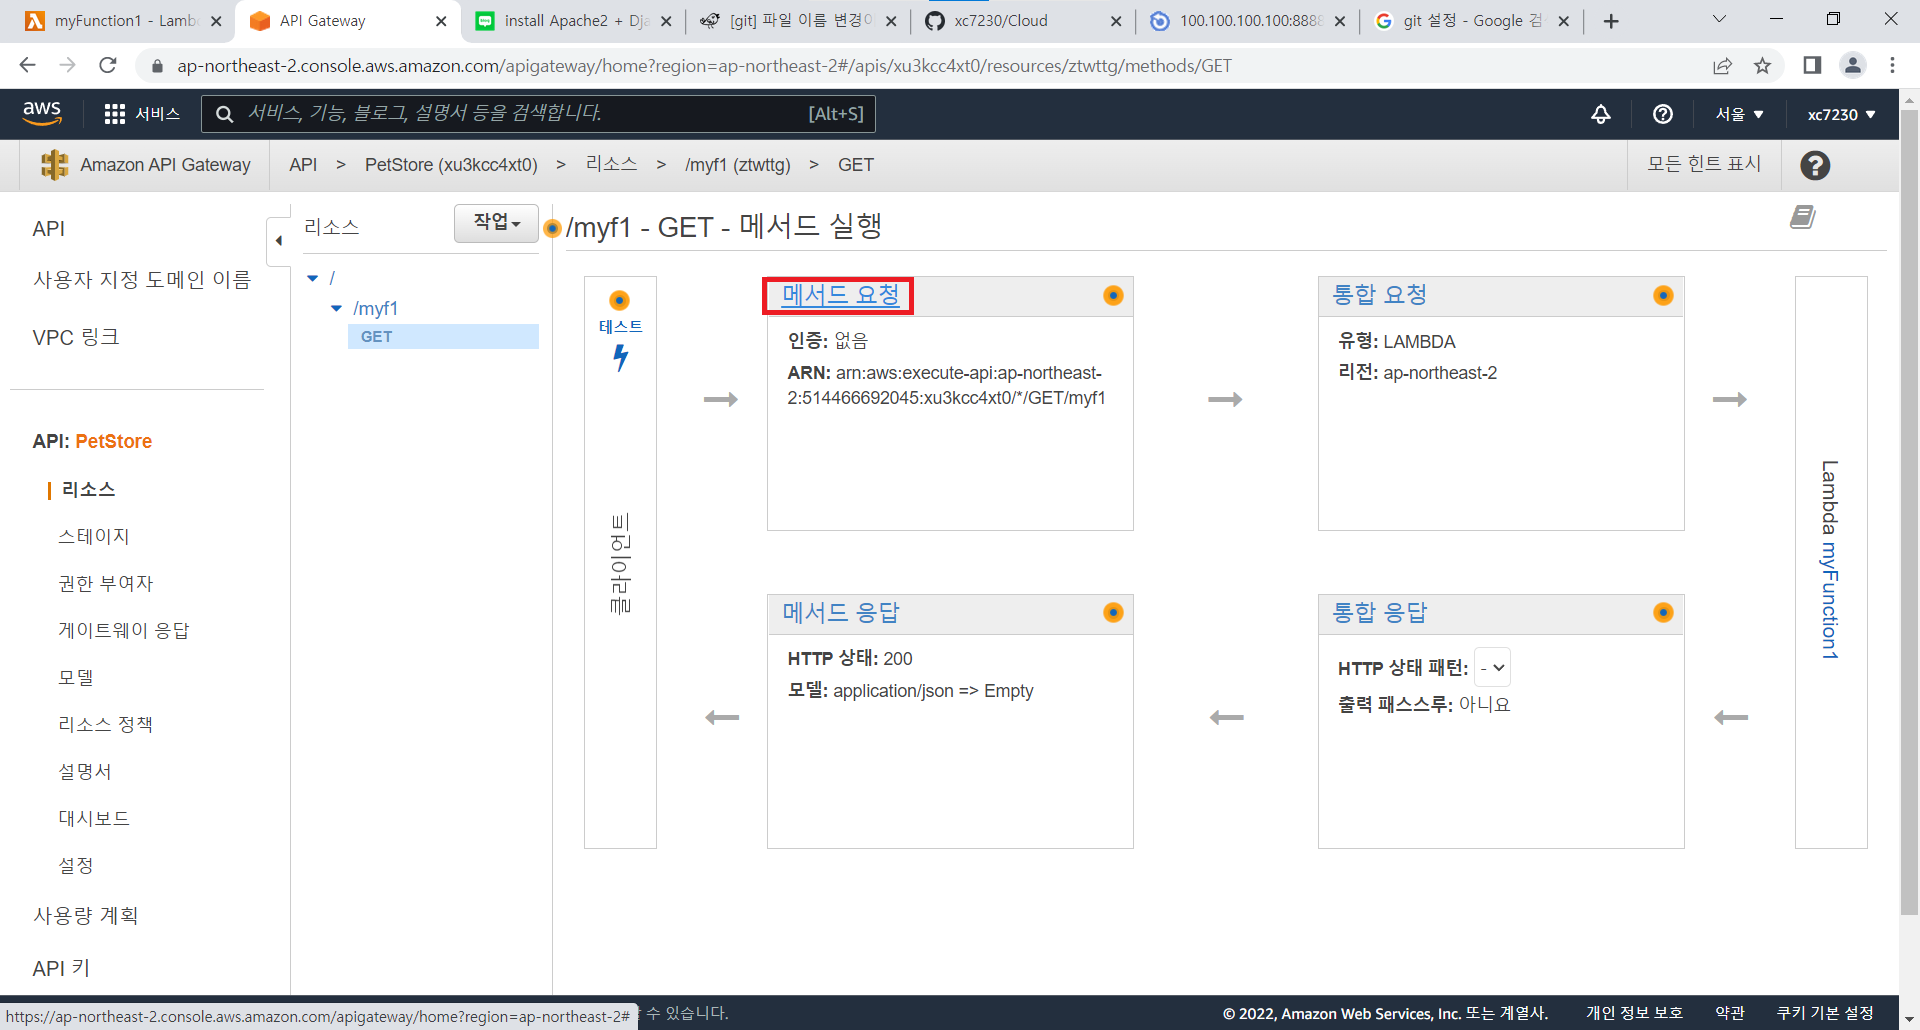 myFunction1 - Lambd
API Gateway
install Apache2 + Dja
[git] 파일 이름 변경이
xc7230/Cloud
100.100.100.100:8888
git 설정 - Google 검
ap-northeast-2.console.aws.amazon.com/apigateway/home?region=ap-northeast-2#/apis/xu3kcc4xt0/resources/ztwttg/methods/GET
aws
서비스
서비스, 기능, 블로그, 설명서 등을 검색합니다.
[Alt+S]
서울 ▼
xc7230 ▼
Amazon API Gateway
API > PetStore (xu3kcc4xt0) > 리소스 > /myf1 (ztwttg) > GET
모든 힌트 표시
API
사용자 지정 도메인 이름
VPC 링크
API: PetStore
리소스
스테이지
권한 부여자
게이트웨이 응답
모델
리소스 정책
설명서
대시보드
설정
사용량 계획
API 키
리소스
작업
/
/myf1
GET
/myf1 - GET - 메서드 실행
테스트
클라이언트
메서드 요청
인증: 없음
ARN: arn:aws:execute-api:ap-northeast-
2:514466692045:xu3kcc4xt0/*/GET/myf1
통합 요청
유형: LAMBDA
리전: ap-northeast-2
Lambda myFunction1
메서드 응답
HTTP 상태: 200
모델: application/json => Empty
통합 응답
HTTP 상태 패턴: -
출력 패스스루: 아니요
https://ap-northeast-2.console.aws.amazon.com/apigateway/home?region=ap-northeast-2#
수 있습니다.
© 2022, Amazon Web Services, Inc. 또는 계열사.
개인 정보 보호
약관
쿠키 기본 설정